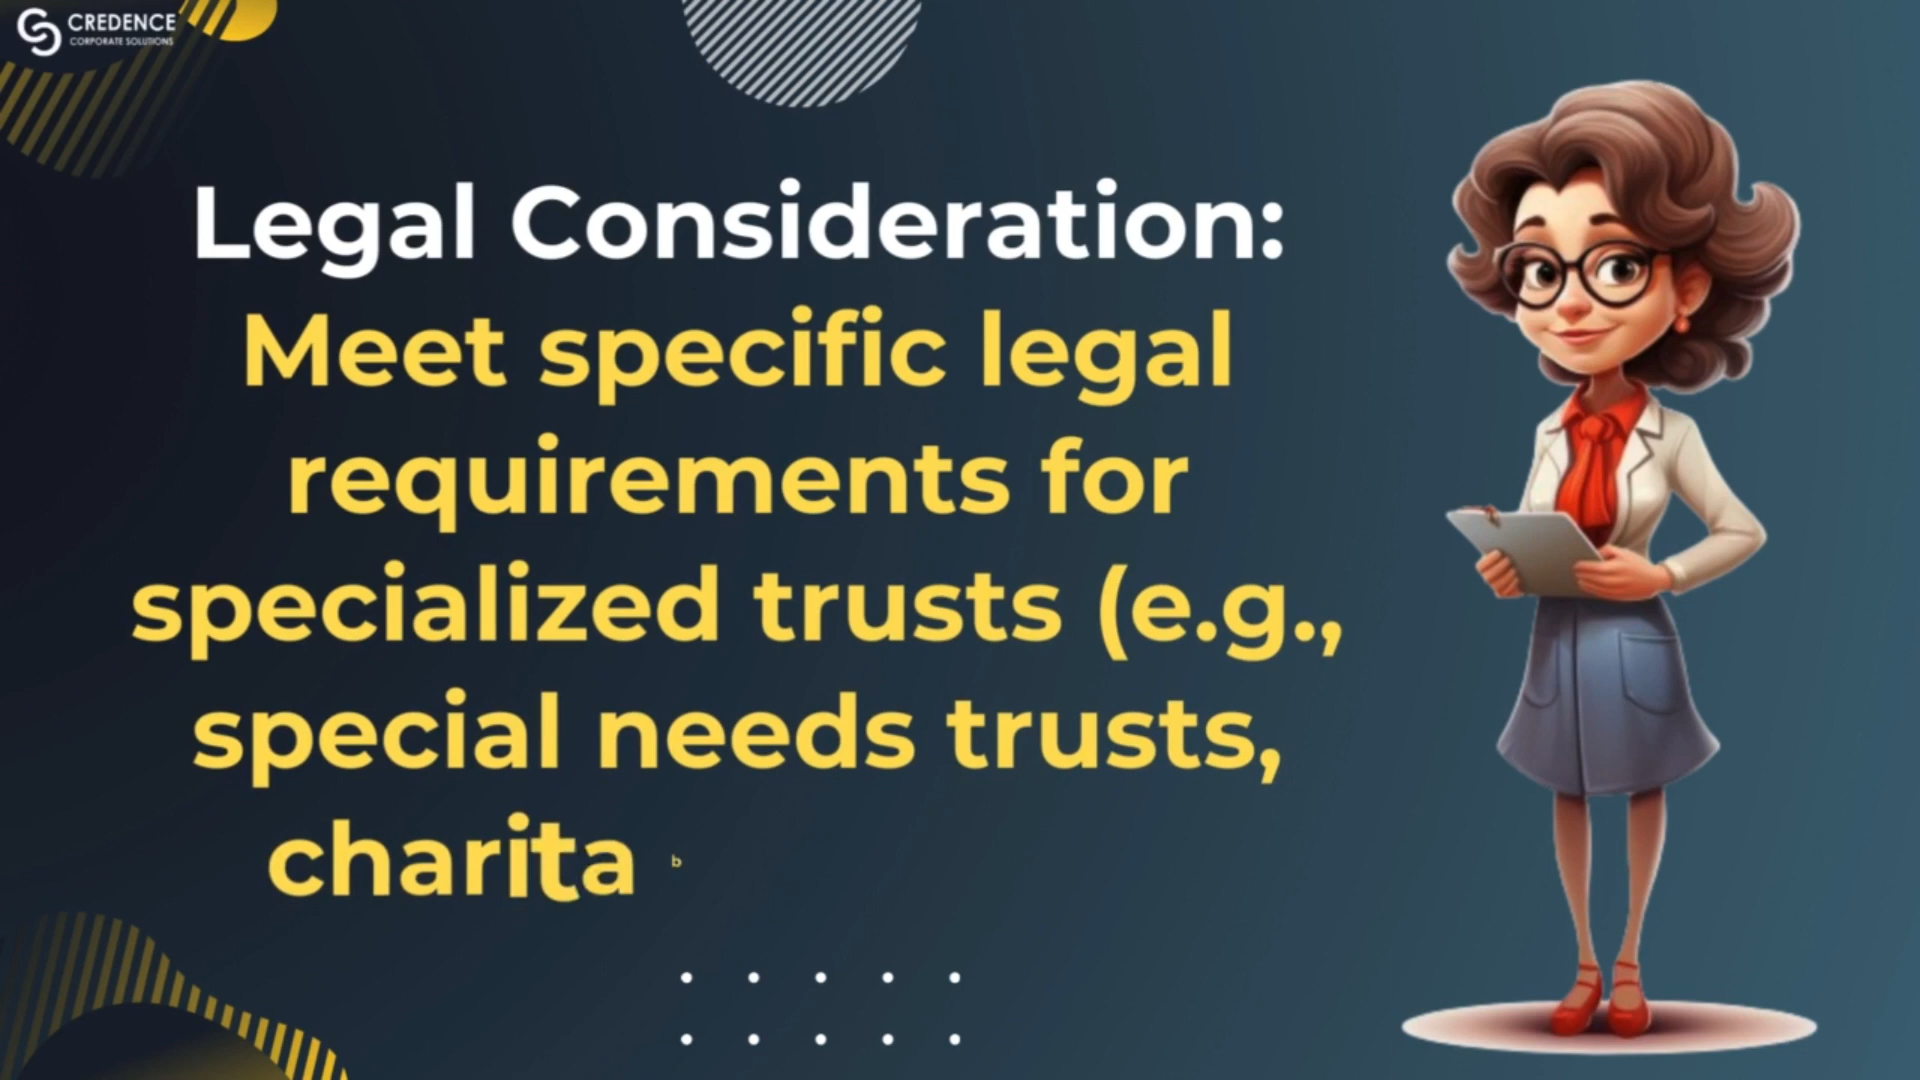 CREDENCE
CORPORATE SOLUTIONS
Legal Consideration:
Meet specific legal
requirements for
specialized trusts (e.g.,
special needs trusts,
charita b